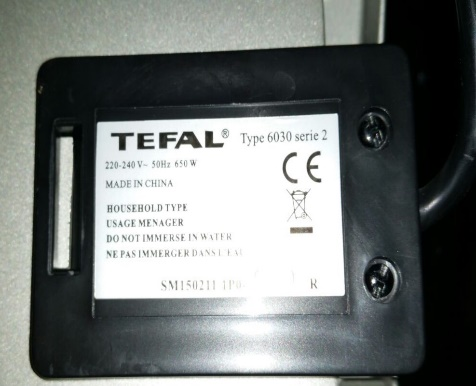 TEFAL® Type 6030 serie 2
220-240 V~ 50Hz 650 W
CE
MADE IN CHINA
HOUSEHOLD TYPE
USAGE MENAGER
DO NOT IMMERSE IN WATER
NE PAS IMMERGER DANS L'EAU
R